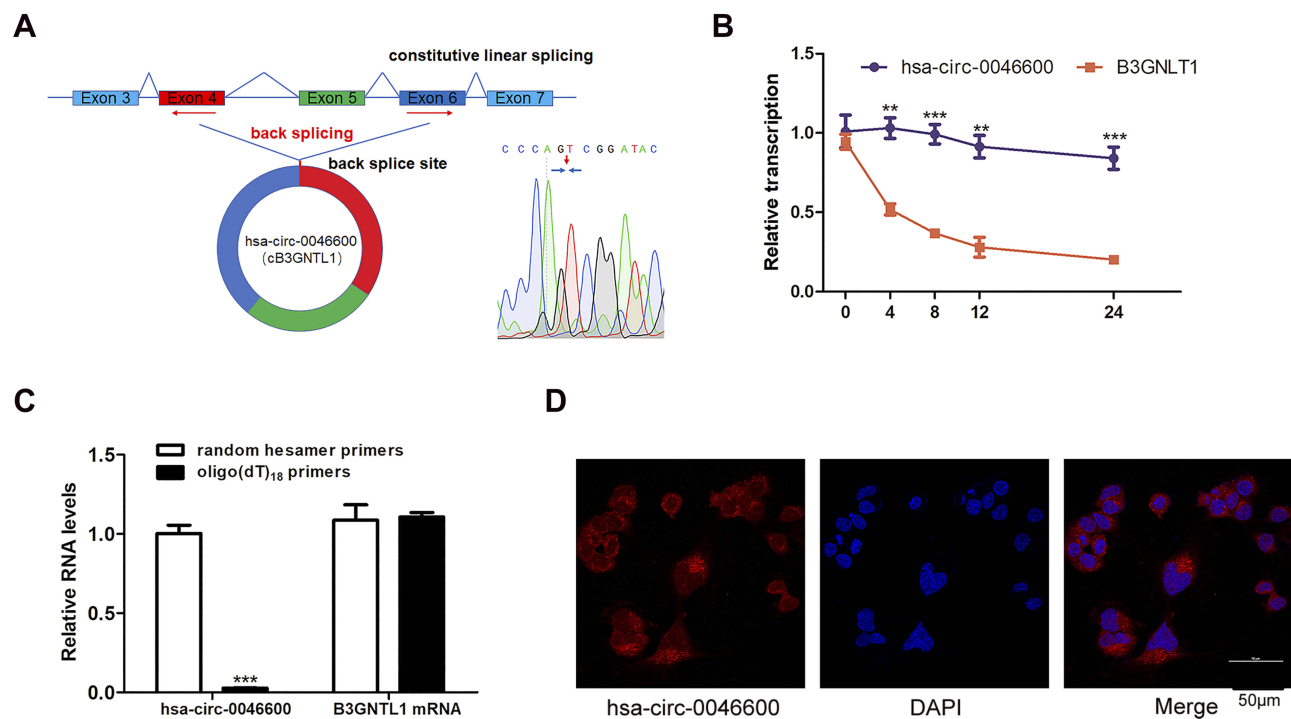 A
constitutive linear splicing
Exon 3
Exon 4
Exon 5
Exon 6
Exon 7
back splicing
back splice site
hsa-circ-0046600
(cB3GNTL1)
C C C A G T C G G A T A C
B
hsa-circ-0046600
B3GNLT1
Relative transcription
1.5
1.0
0.5
0.0
** *** ** ***
0 4 8 12 24
C
random hesamer primers
oligo(dT)18 primers
Relative RNA levels
1.5
1.0
0.5
0.0
***
hsa-circ-0046600
B3GNTL1 mRNA
D
hsa-circ-0046600
DAPI
Merge
50μm